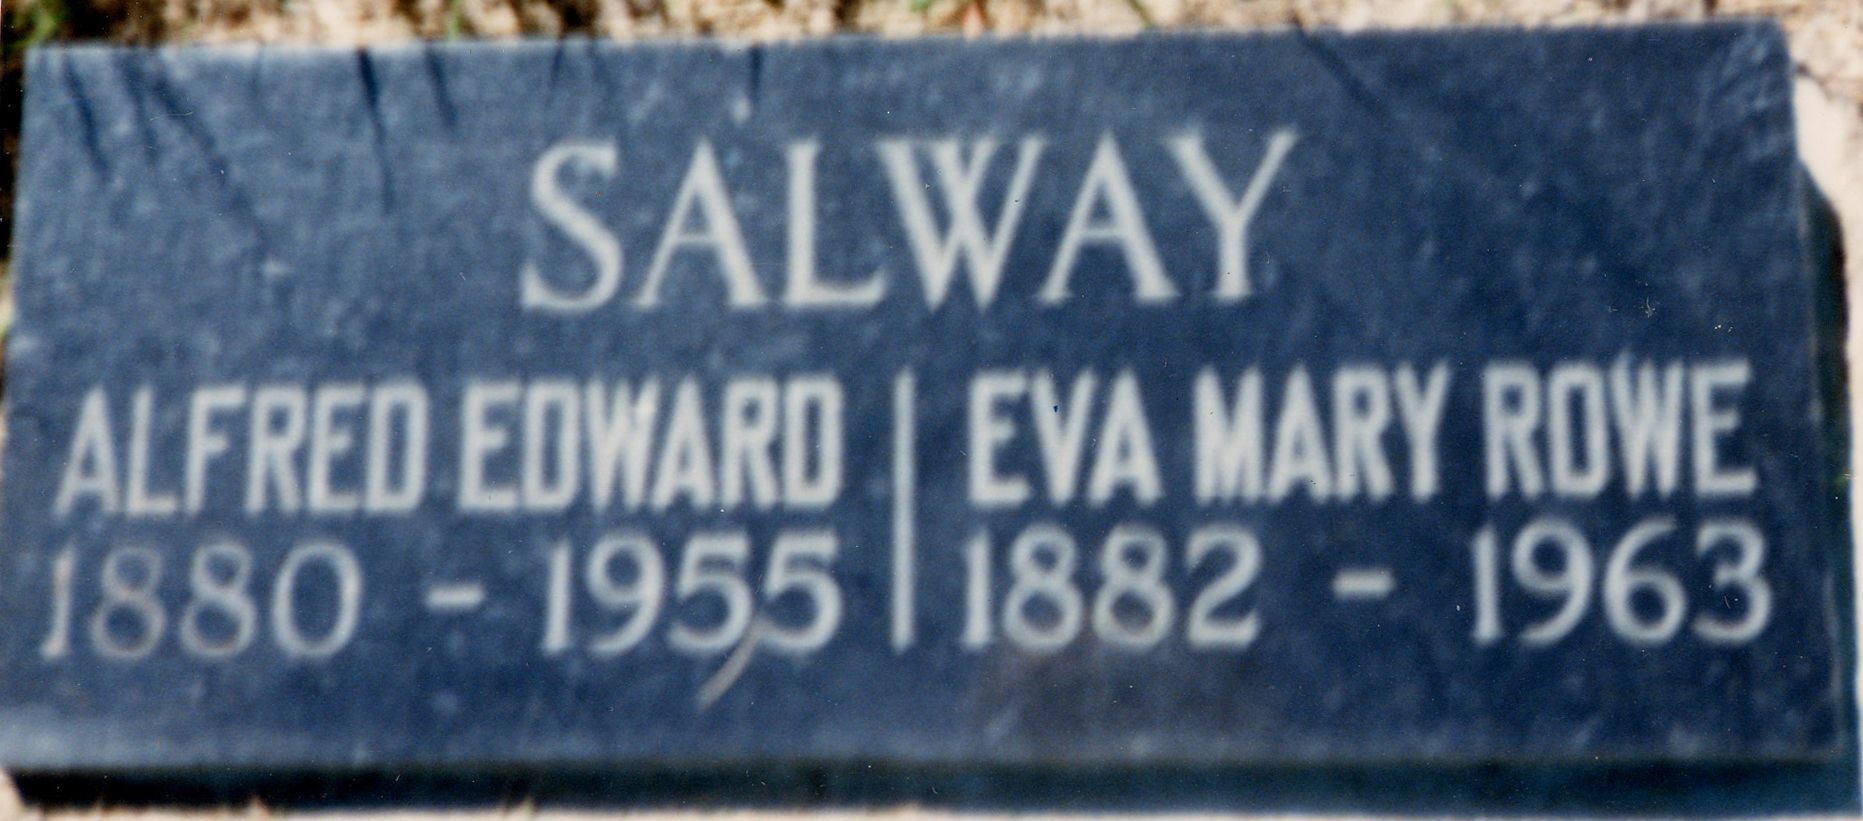 SALWAY
ALFRED EDWARD | EVA MARY ROWE
1880 - 1955 | 1882 - 1963